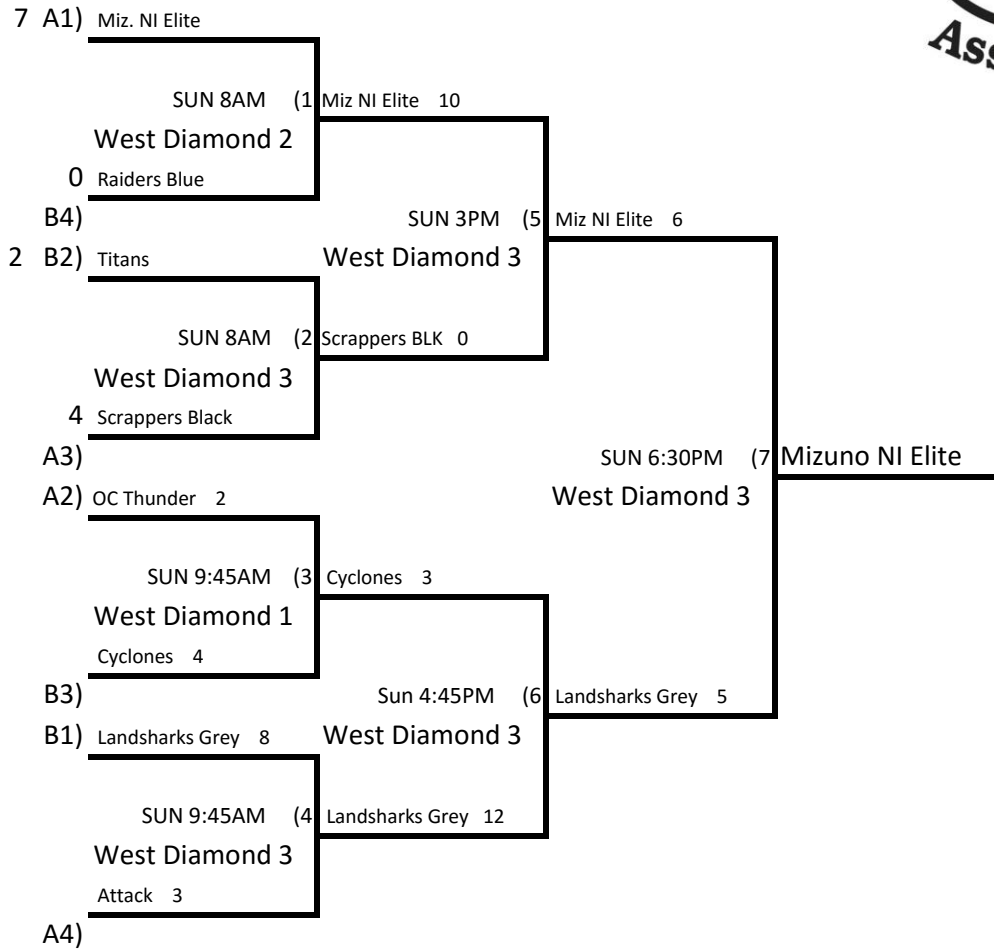 7 A1) Miz. NI Elite
Ass
SUN 8AM (1 Miz NI Elite 10
West Diamond 2
0 Raiders Blue
B4)
SUN 3PM (5 Miz NI Elite 6
2 B2) Titans
West Diamond 3
SUN 8AM (2 Scrappers BLK 0
West Diamond 3
4 Scrappers Black
A3)
SUN 6:30PM (7 Mizuno NI Elite
A2) OC Thunder 2
West Diamond 3
SUN 9:45AM (3 Cyclones 3
West Diamond 1
Cyclones 4
B3)
Sun 4:45PM (6 Landsharks Grey 5
B1) Landsharks Grey 8
West Diamond 3
SUN 9:45AM (4 Landsharks Grey 12
West Diamond 3
Attack 3
A4)